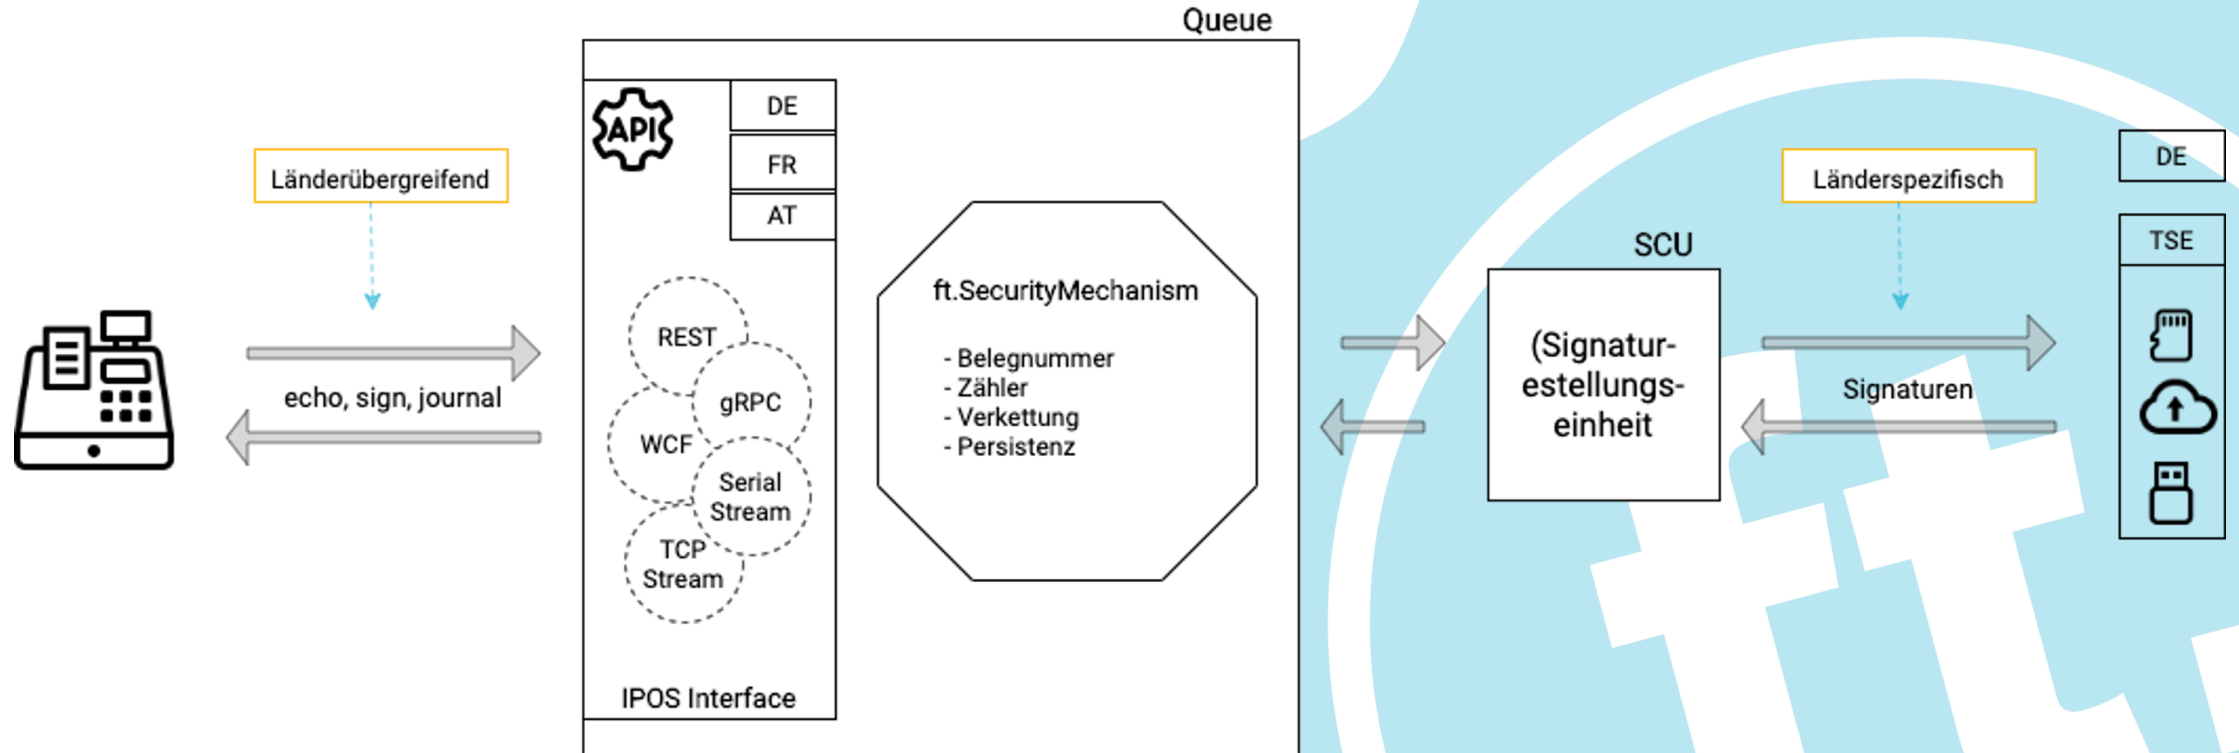 Queue
API
DE
FR
AT
Länderübergreifend
echo, sign, journal
REST
gRPC
WCF
Serial
Stream
TCP
Stream
IPOS Interface
ft.SecurityMechanism
- Belegnummer
- Zähler
- Verkettung
- Persistenz
SCU
(Signatur-
estellungs-
einheit
Länderspezifisch
Signaturen
DE
TSE